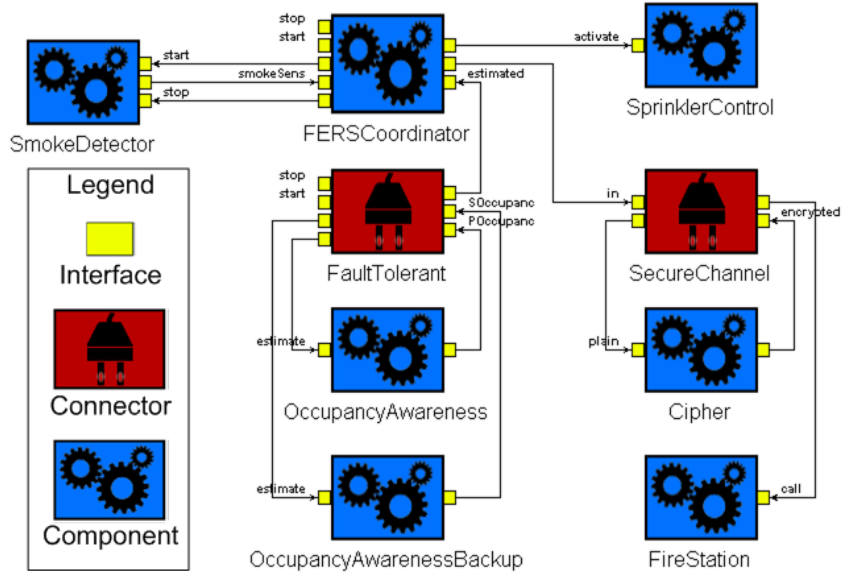 stop
start
activate
start
smokeSens
estimated
stop
SmokeDetector
FERSCoordinator
SprinklerControl
Legend
Interface
Connector
Component
stop
start
SOccupanc
POccupanc
FaultTolerant
in
encrypted
SecureChannel
estimate
OccupancyAwareness
plain
Cipher
estimate
OccupancyAwarenessBackup
call
FireStation